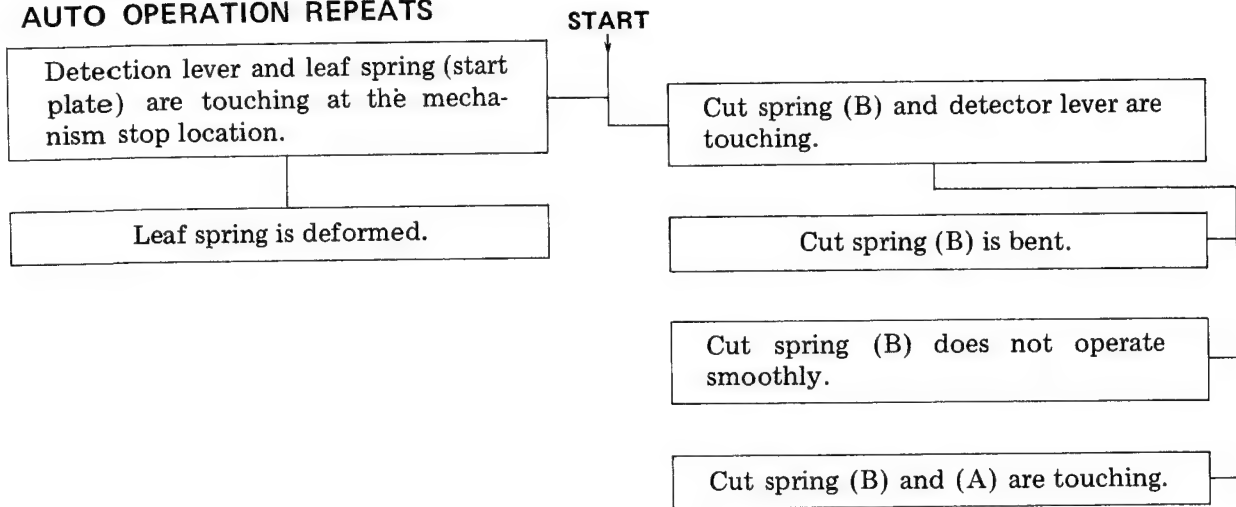 AUTO OPERATION REPEATS
START
Detection lever and leaf spring (start
plate) are touching at the mecha-
nism stop location.
Leaf spring is deformed.
Cut spring (B) and detector lever are
touching.
Cut spring (B) is bent.
Cut spring (B) does not operate
smoothly.
Cut spring (B) and (A) are touching.